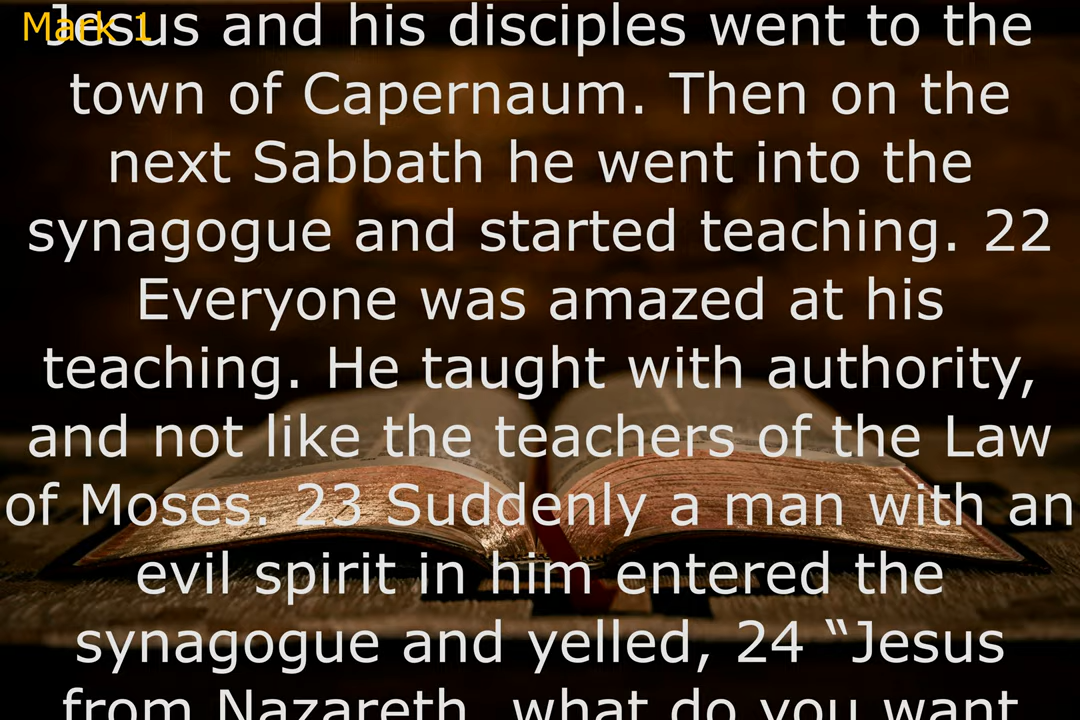 Mark 1
Jesus and his disciples went to the
town of Capernaum. Then on the
next Sabbath he went into the
synagogue and started teaching. 22
Everyone was amazed at his
teaching. He taught with authority,
and not like the teachers of the Law
of Moses. 23 Suddenly a man with an
evil spirit in him entered the
synagogue and yelled, 24 “Jesus
from Nazareth, what do you want